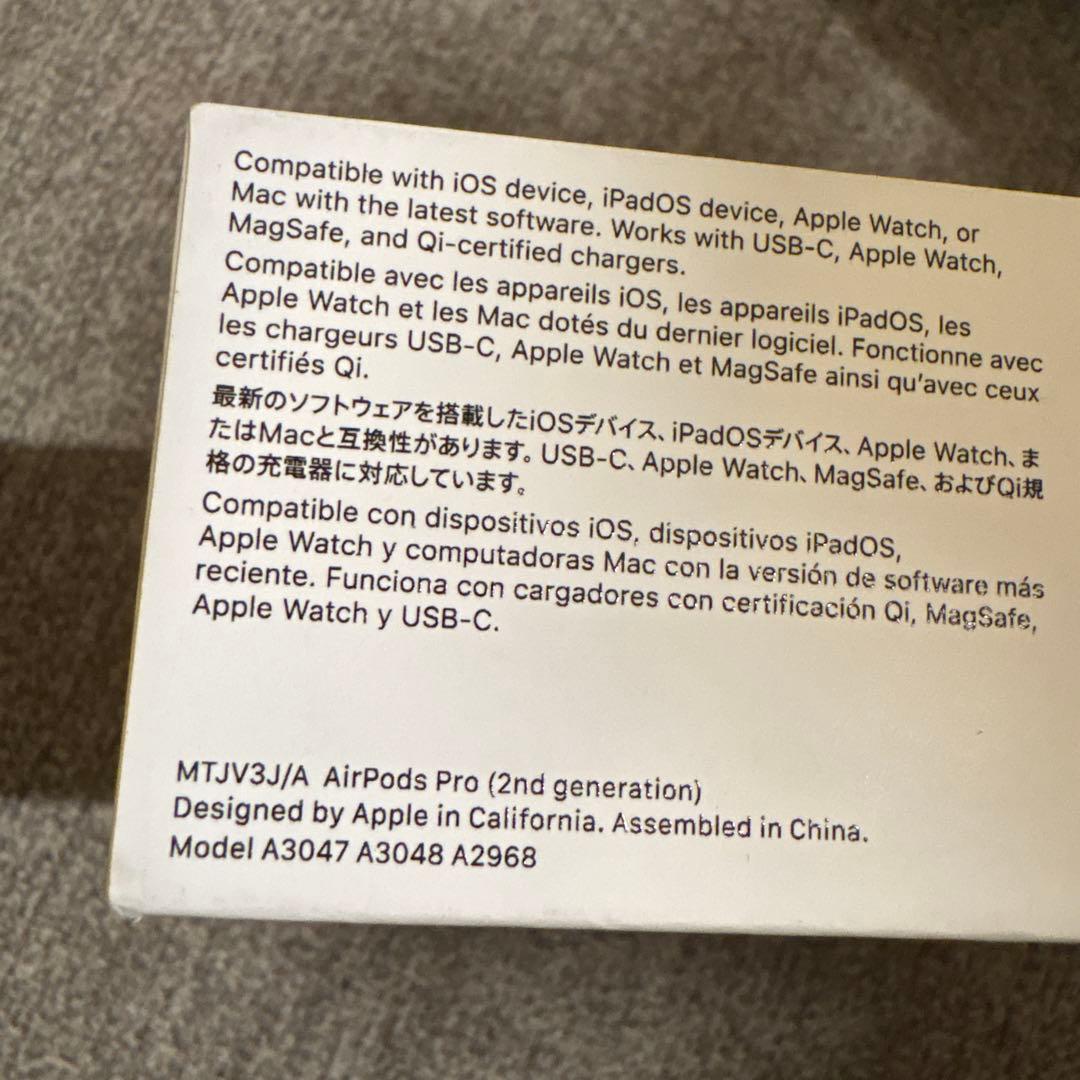 Compatible with iOS device, iPadOS device, Apple Watch, or
Mac with the latest software. Works with USB-C, Apple Watch,
MagSafe, and Qi-certified chargers.
Compatible avec les appareils iOS, les appareils iPadOS, les
Apple Watch et les Mac dotés du dernier logiciel. Fonctionne avec
les chargeurs USB-C, Apple Watch et MagSafe ainsi qu'avec ceux
certifiés Qi.
最新のソフトウェアを搭載したiOSデバイス、iPadOSデバイス、Apple Watch、ま
たはMacと互換性があります。USB-C、Apple Watch、MagSafe、およびQi規
格の充電器に対応しています。
Compatible con dispositivos iOS, dispositivos iPadOS,
Apple Watch y computadoras Mac con la versión de software más
reciente. Funciona con cargadores con certificación Qi, MagSafe,
Apple Watch y USB-C.
MTJV3J/A AirPods Pro (2nd generation)
Designed by Apple in California. Assembled in China.
Model A3047 A3048 A2968